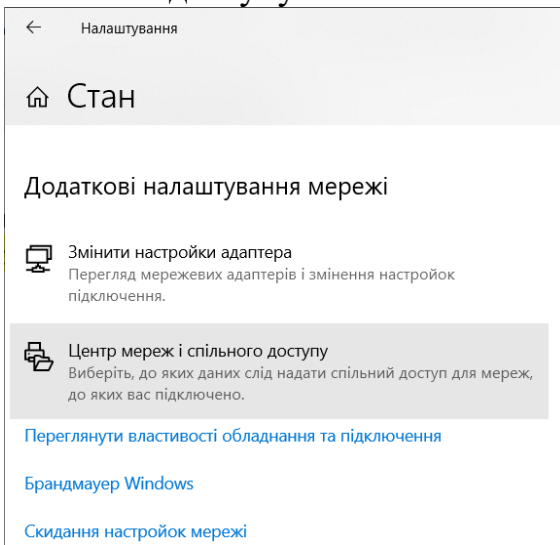 Налаштування
Стан
Додаткові налаштування мережі
Змінити настройки адаптера
Перегляд мережевих адаптерів і змінення настройок
підключення.
Центр мереж і спільного доступу
Виберіть, до яких даних слід надати спільний доступ для мереж,
до яких вас підключено.
Переглянути властивості обладнання та підключення
Брандмауер Windows
Скидання настройок мережі